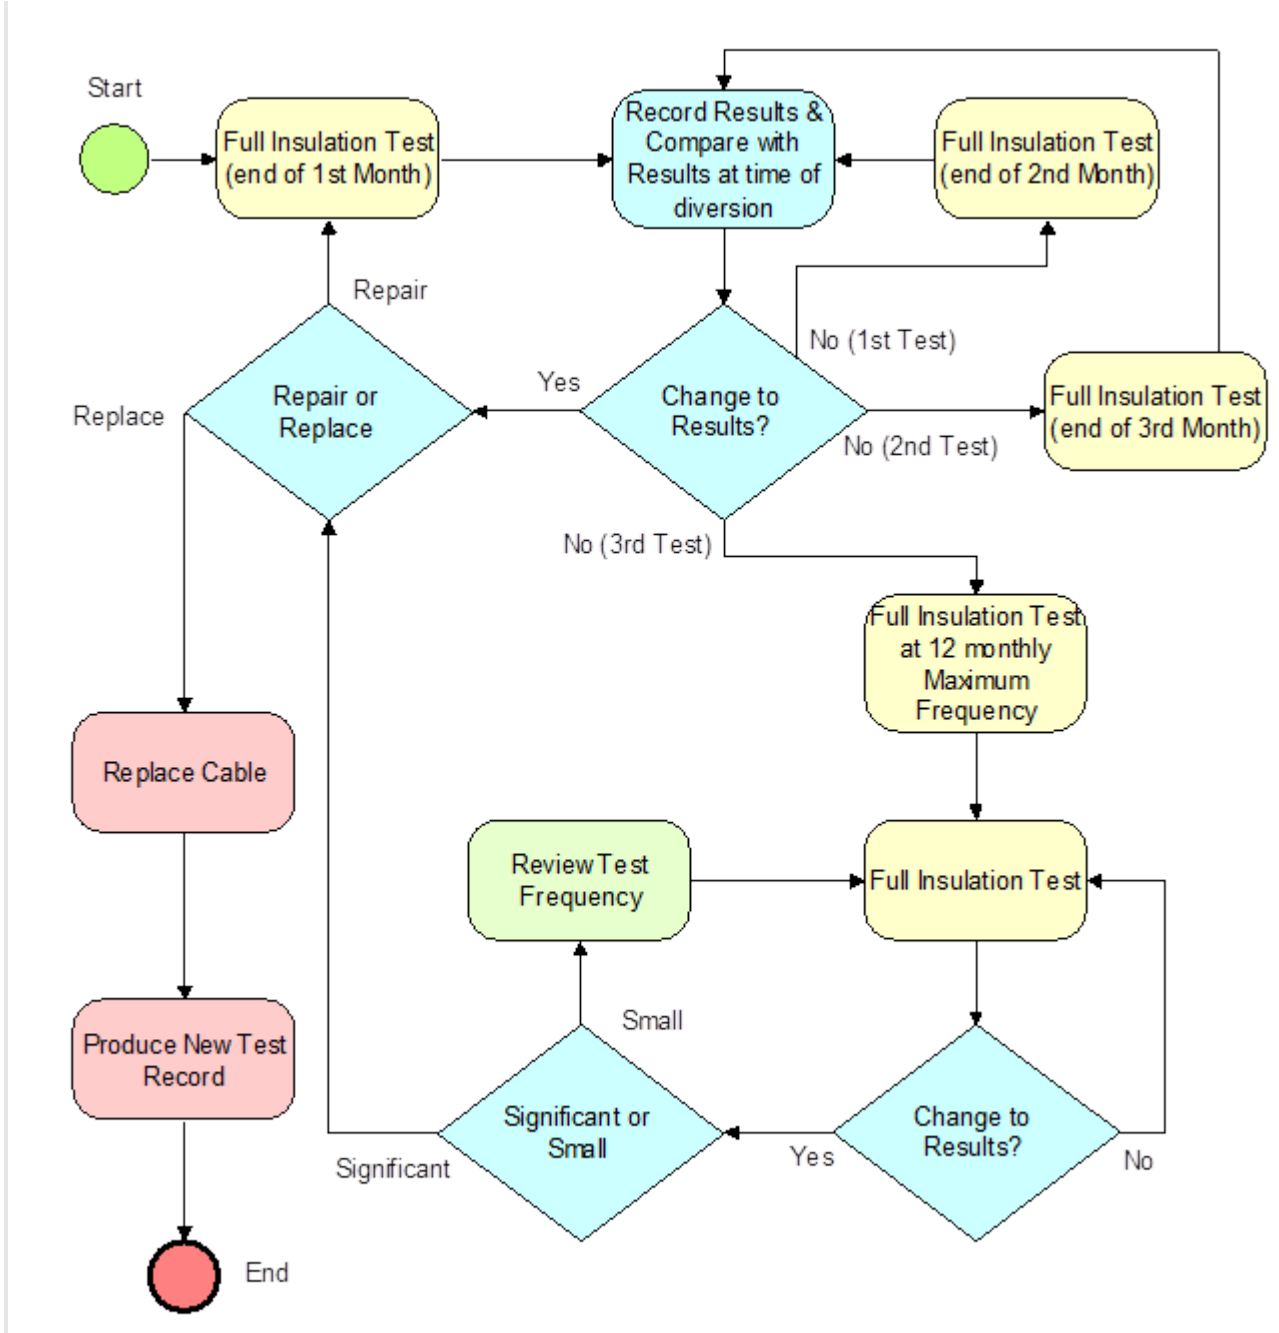 Start
Full Insulation Test
(end of 1st Month)
Record Results &
Compare with
Results at time of
diversion
Full Insulation Test
(end of 2nd Month)
Repair
No (1st Test)
Replace
Repair or
Replace
Yes
Change to
Results?
Full Insulation Test
(end of 3rd Month)
No (2nd Test)
No (3rd Test)
Full Insulation Test
at 12 monthly
Maximum
Frequency
Replace Cable
Review Test
Frequency
Full Insulation Test
Small
Produce New Test
Record
Significant or
Small
Change to
Results?
Significant
Yes
No
End